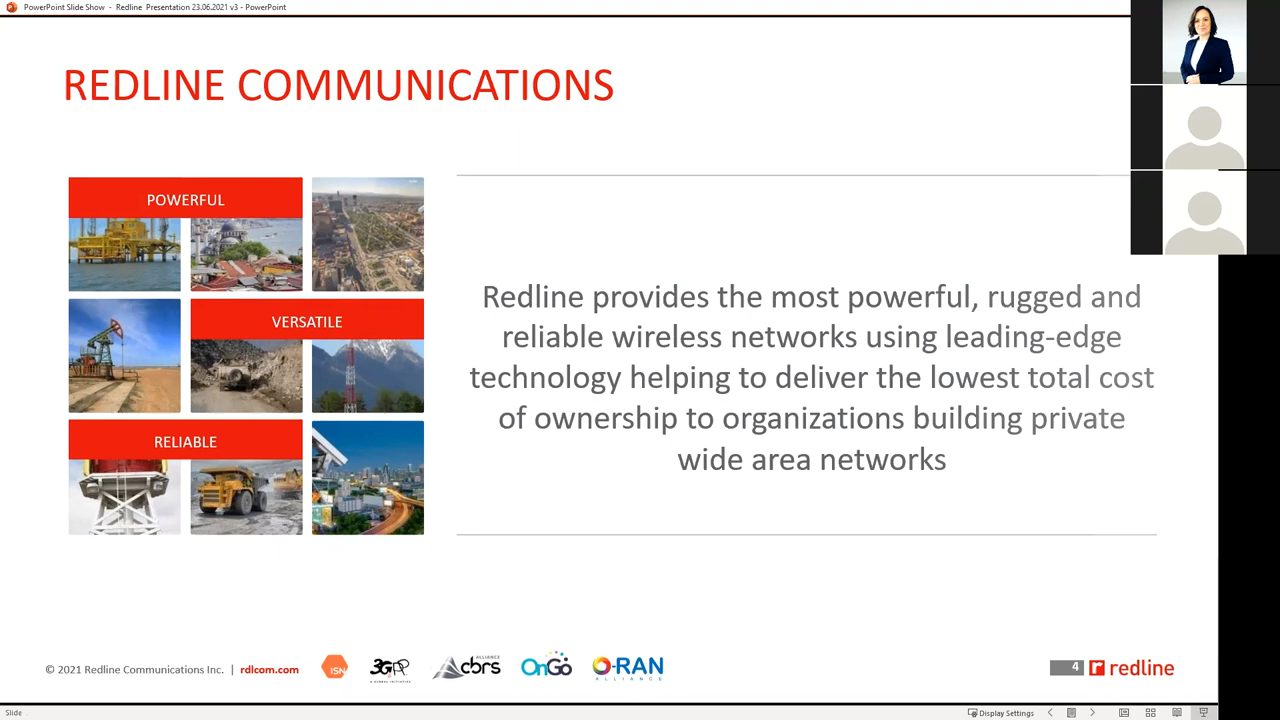 PowerPoint Slide Show - Redline Presentation 23.06.2021 v3 - PowerPoint
REDLINE COMMUNICATIONS
POWERFUL
VERSATILE
RELIABLE
Redline provides the most powerful, rugged and
reliable wireless networks using leading-edge
technology helping to deliver the lowest total cost
of ownership to organizations building private
wide area networks
© 2021 Redline Communications Inc. | rdlcom.com
ISN
3GPP
A GLOBAL INITIATIVE
cbrs
ALLIANCE
OnGo
O-RAN
ALLIANCE
4
redline
Slide
Display Settings